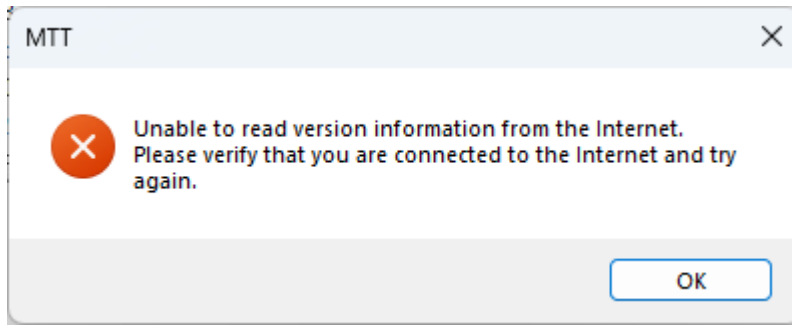 MTT
Unable to read version information from the Internet.
Please verify that you are connected to the Internet and try
again.
OK